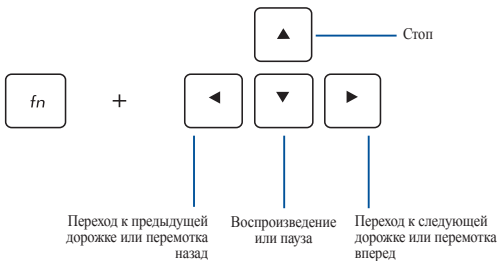 Стоп
fn +
Переход к предыдущей
дорожке или перемотка
назад
Воспроизведение
или пауза
Переход к следующей
дорожке или перемотка
вперед